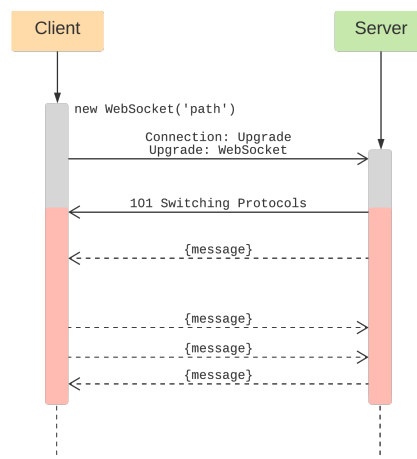 Client
Server
new WebSocket('path')
Connection: Upgrade
Upgrade: WebSocket
101 Switching Protocols
{message}
{message}
{message}
{message}